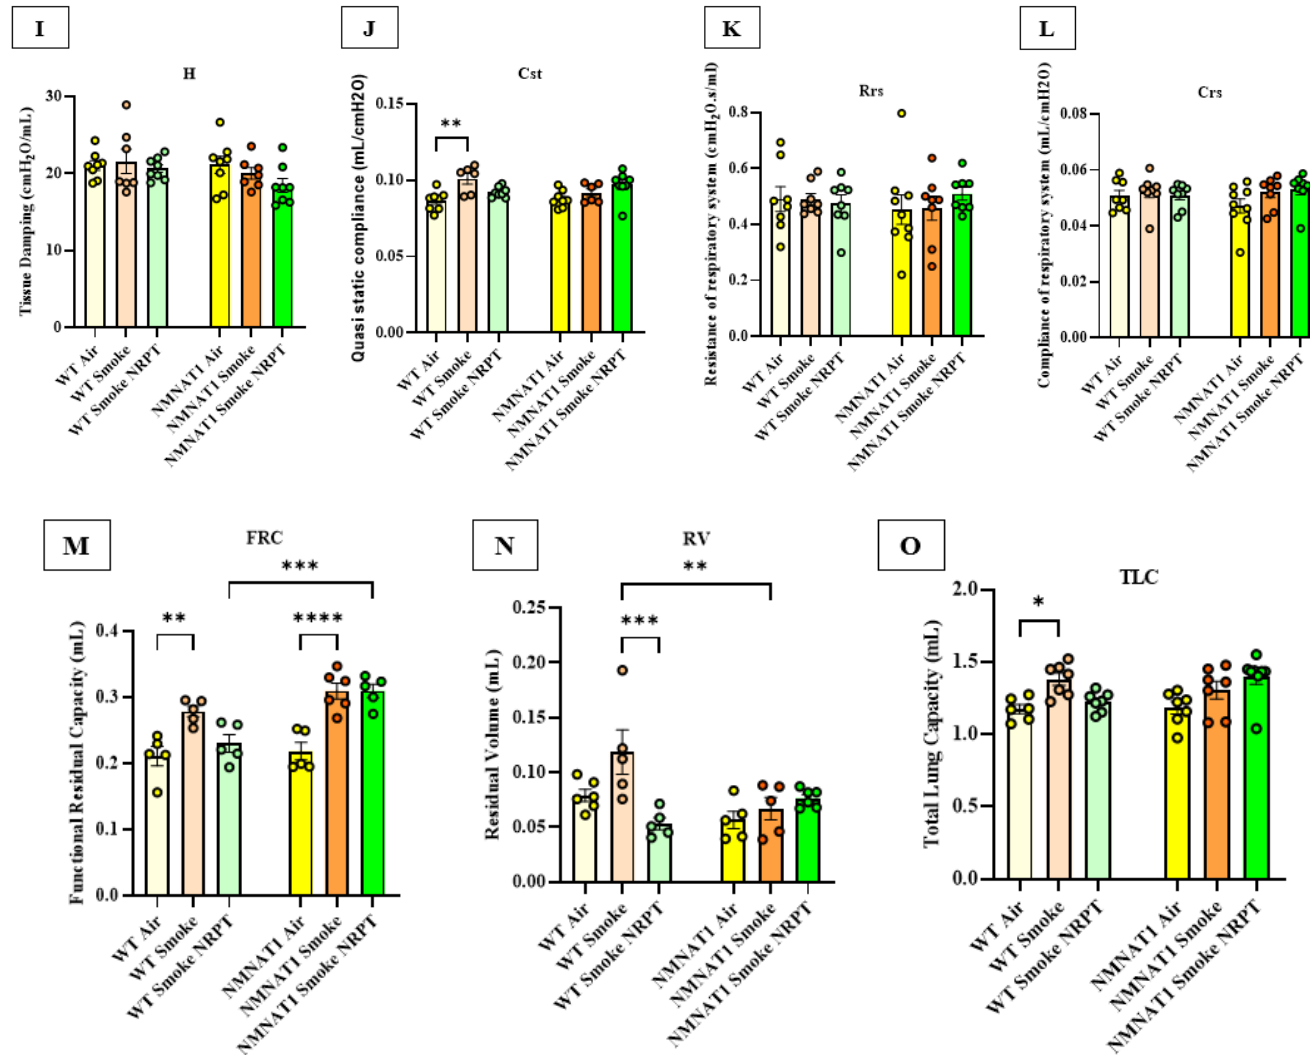 I
H
Tissue Damping (cmH₂O/mL)
30
20
10
0
WT Air
WT Smoke
WT Smoke NRPT
NMNAT1 Air
NMNAT1 Smoke
NMNAT1 Smoke NRPT
J
Cst
Quasi static compliance (mL/cmH2O)
0.15
0.10
0.05
0.00
**
WT Air
WT Smoke
WT Smoke NRPT
NMNAT1 Air
NMNAT1 Smoke
NMNAT1 Smoke NRPT
K
Rrs
Resistance of respiratory system (cmH₂O.s/ml)
0.8
0.6
0.4
0.2
0.0
WT Air
WT Smoke
WT Smoke NRPT
NMNAT1 Air
NMNAT1 Smoke
NMNAT1 Smoke NRPT
L
Crs
Compliance of respiratory system (mL/cmH2O)
0.08
0.06
0.04
0.02
0.00
WT Air
WT Smoke
WT Smoke NRPT
NMNAT1 Air
NMNAT1 Smoke
NMNAT1 Smoke NRPT
M
FRC
Functional Residual Capacity (mL)
0.4
0.3
0.2
0.1
0.0
**
****
***
WT Air
WT Smoke
WT Smoke NRPT
NMNAT1 Air
NMNAT1 Smoke
NMNAT1 Smoke NRPT
N
RV
Residual Volume (mL)
0.25
0.20
0.15
0.10
0.05
0.00
**
***
WT Air
WT Smoke
WT Smoke NRPT
NMNAT1 Air
NMNAT1 Smoke
NMNAT1 Smoke NRPT
O
TLC
Total Lung Capacity (mL)
2.0
1.5
1.0
0.5
0.0
*
WT Air
WT Smoke
WT Smoke NRPT
NMNAT1 Air
NMNAT1 Smoke
NMNAT1 Smoke NRPT